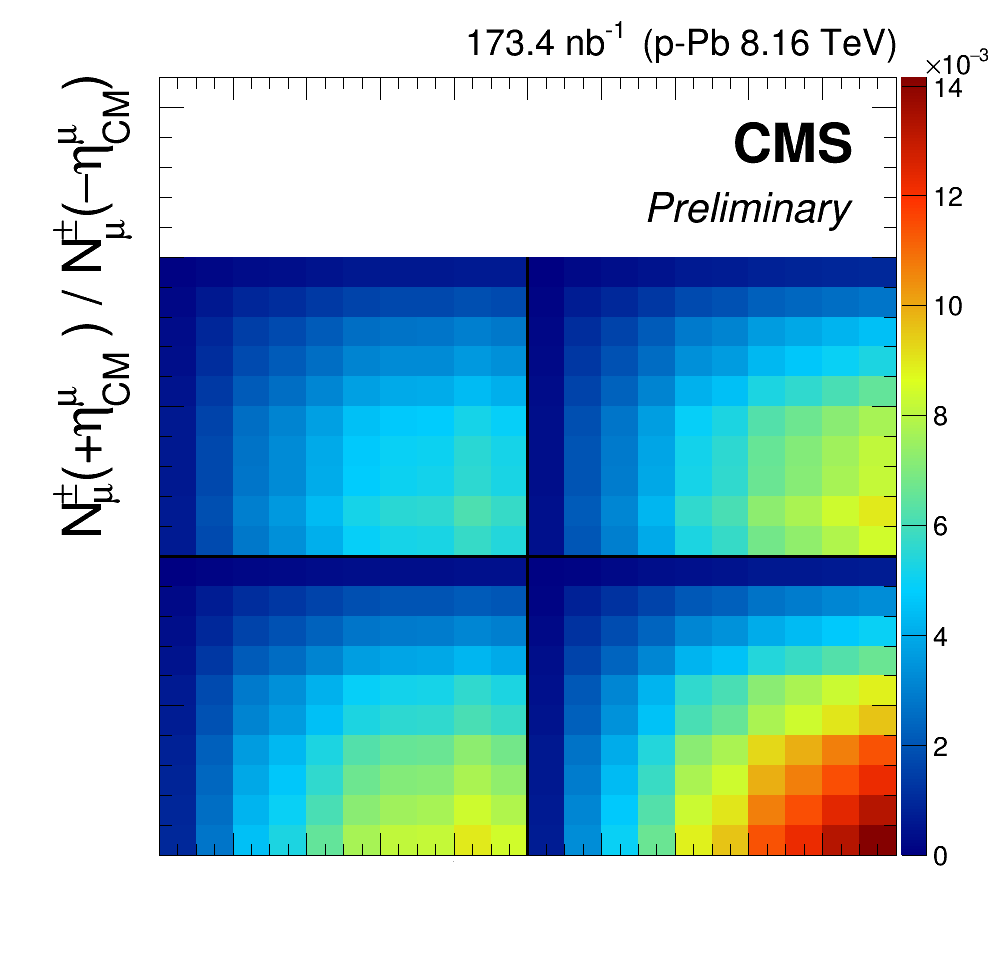 173.4 nb⁻¹ (p-Pb 8.16 TeV)
×10⁻³
CMS
Preliminary
N±μ(+ημCM) / N±μ(−ημCM)
14
12
10
8
6
4
2
0